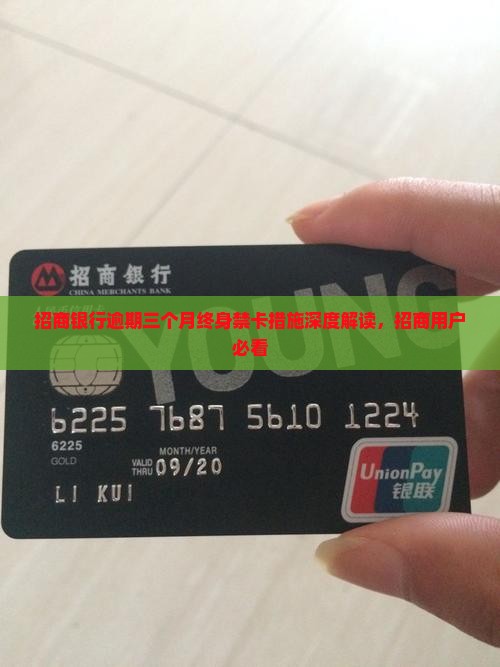 招商銀行
CHINA MERCHANTS BANK
YOUNG
招商银行逾期三个月终身禁卡措施深度解读，招商用户
必看
6225 7687 5610 1224
6225
GOLD
MONTH/YEAR
VALID THRU 09/20
LI KUI
UnionPay
银联